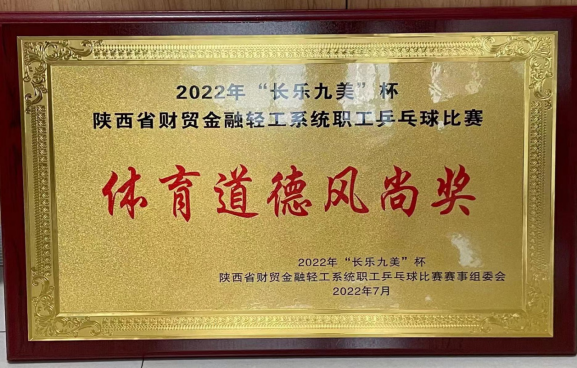 2022年“长乐九美”杯
陕西省财贸金融轻工系统职工乒乓球比赛
体育道德风尚奖
2022年“长乐九美”杯
陕西省财贸金融轻工系统职工乒乓球比赛赛事组委会
2022年7月